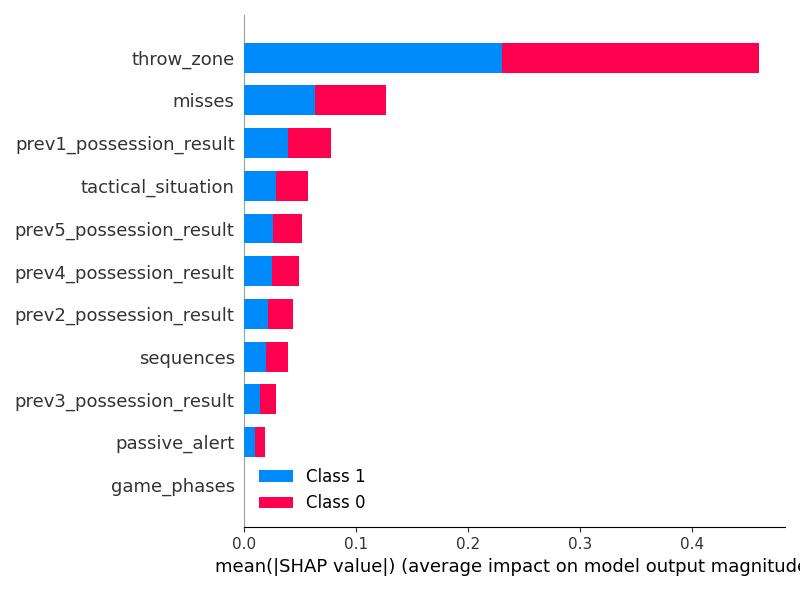 throw_zone
misses
prev1_possession_result
tactical_situation
prev5_possession_result
prev4_possession_result
prev2_possession_result
sequences
prev3_possession_result
passive_alert
game_phases
Class 1
Class 0
0.0 0.1 0.2 0.3 0.4
mean(|SHAP value|) (average impact on model output magnitude